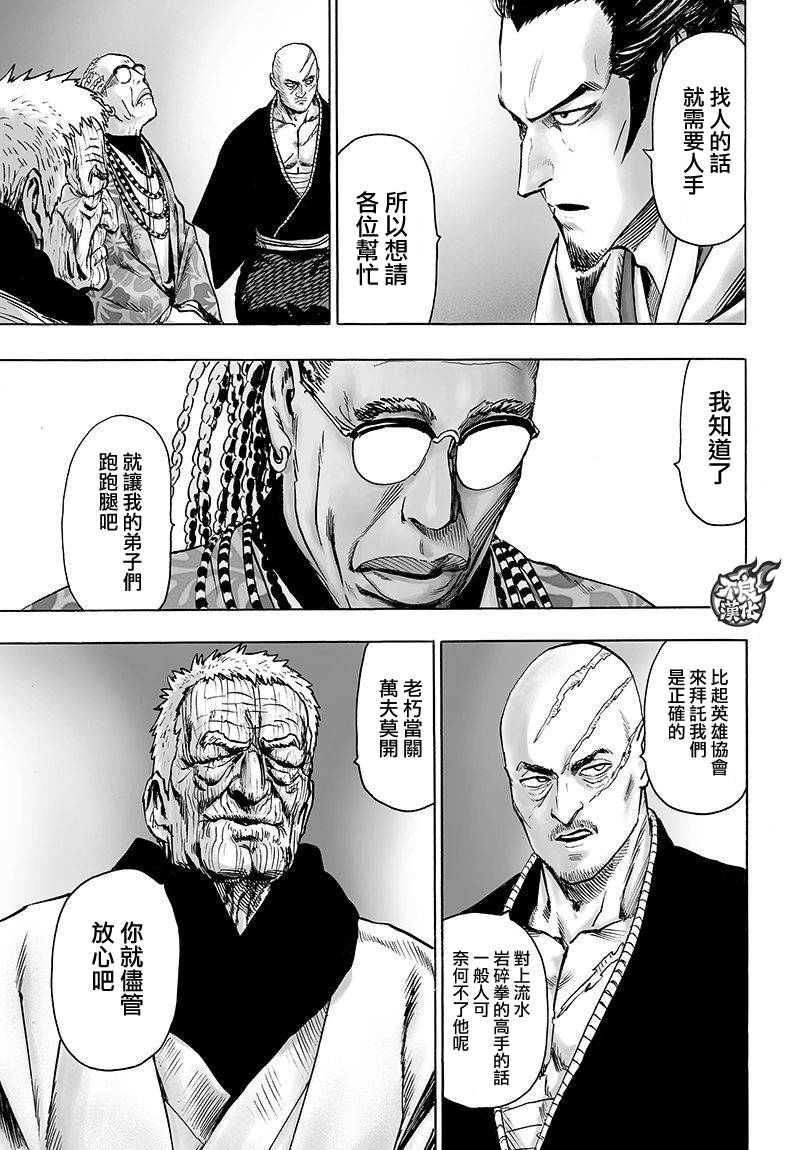 找人的話
就需要人手
所以想請
各位幫忙
我知道了
就讓我的弟子們
跑跑腿吧
狼
漢化
比起英雄協會
來拜託我們
是正確的
對上流水
岩碎拳的高手的話
一般人可
奈何不了他呢
老朽當關
萬夫莫開
你就儘管
放心吧